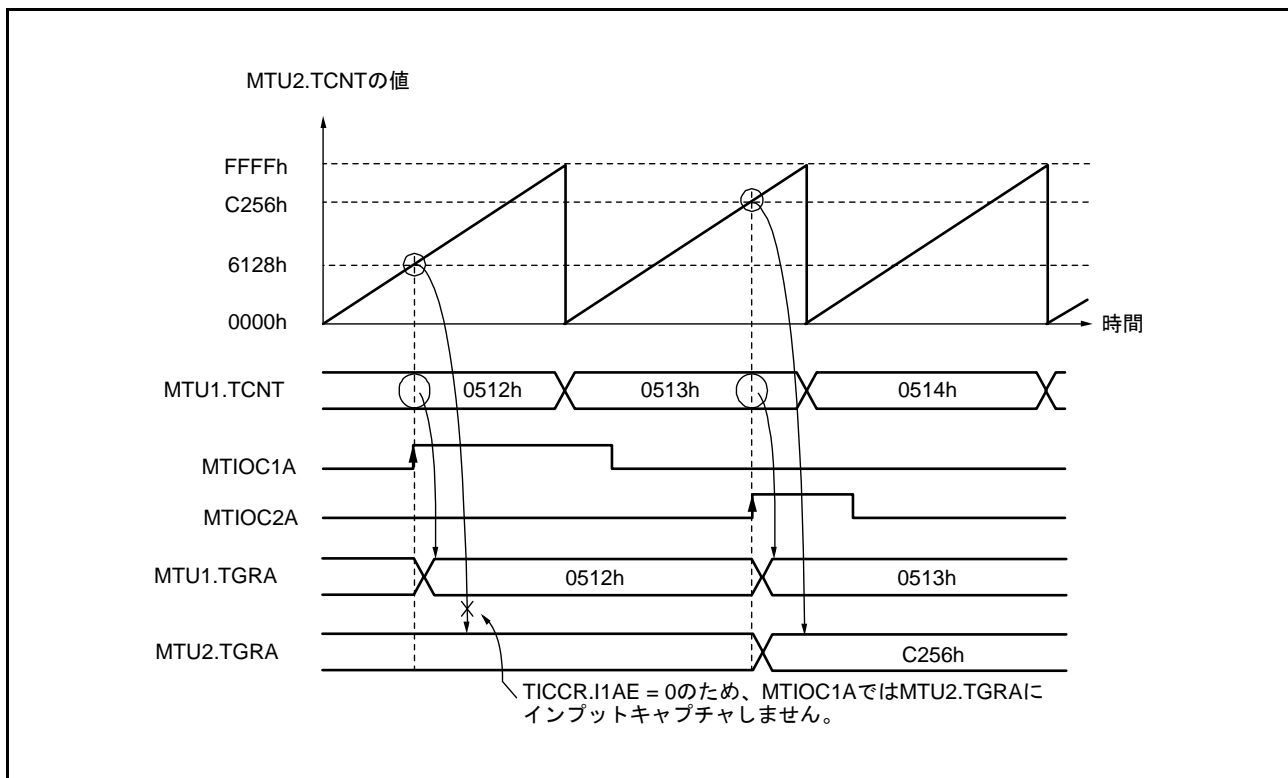 MTU2.TCNTの値
FFFFh
C256h
6128h
0000h
時間
MTU1.TCNT
0512h
0513h
0514h
MTIOC1A
MTIOC2A
MTU1.TGRA
0512h
0513h
MTU2.TGRA
C256h
TICCR.I1AE = 0のため、MTIOC1AではMTU2.TGRAに
インプットキャプチャしません。